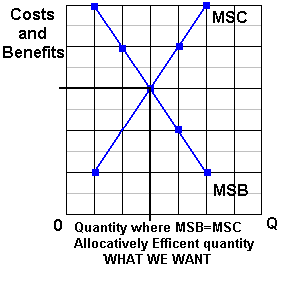 Costs
and
Benefits
MSC
MSB
0
Q
Quantity where MSB=MSC
Allocatively Efficent quantity
WHAT WE WANT